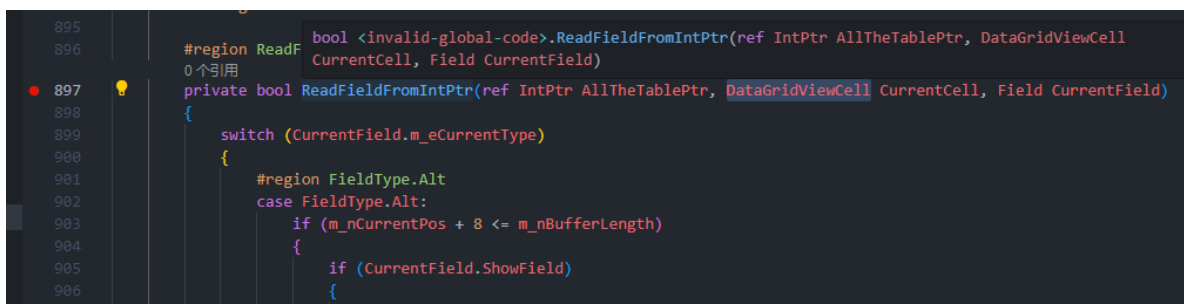 895
bool <invalid-global-code>.ReadFieldFromIntPtr(ref IntPtr AllTheTablePtr, DataGridViewCell
CurrentCell, Field CurrentField)
896 #region ReadF
0 个引用
897 private bool ReadFieldFromIntPtr(ref IntPtr AllTheTablePtr, DataGridViewCell CurrentCell, Field CurrentField)
898 {
899 switch (CurrentField.m_eCurrentType)
900 {
901 #region FieldType.Alt
902 case FieldType.Alt:
903 if (m_nCurrentPos + 8 <= m_nBufferLength)
904 {
905 if (CurrentField.ShowField)
906 {